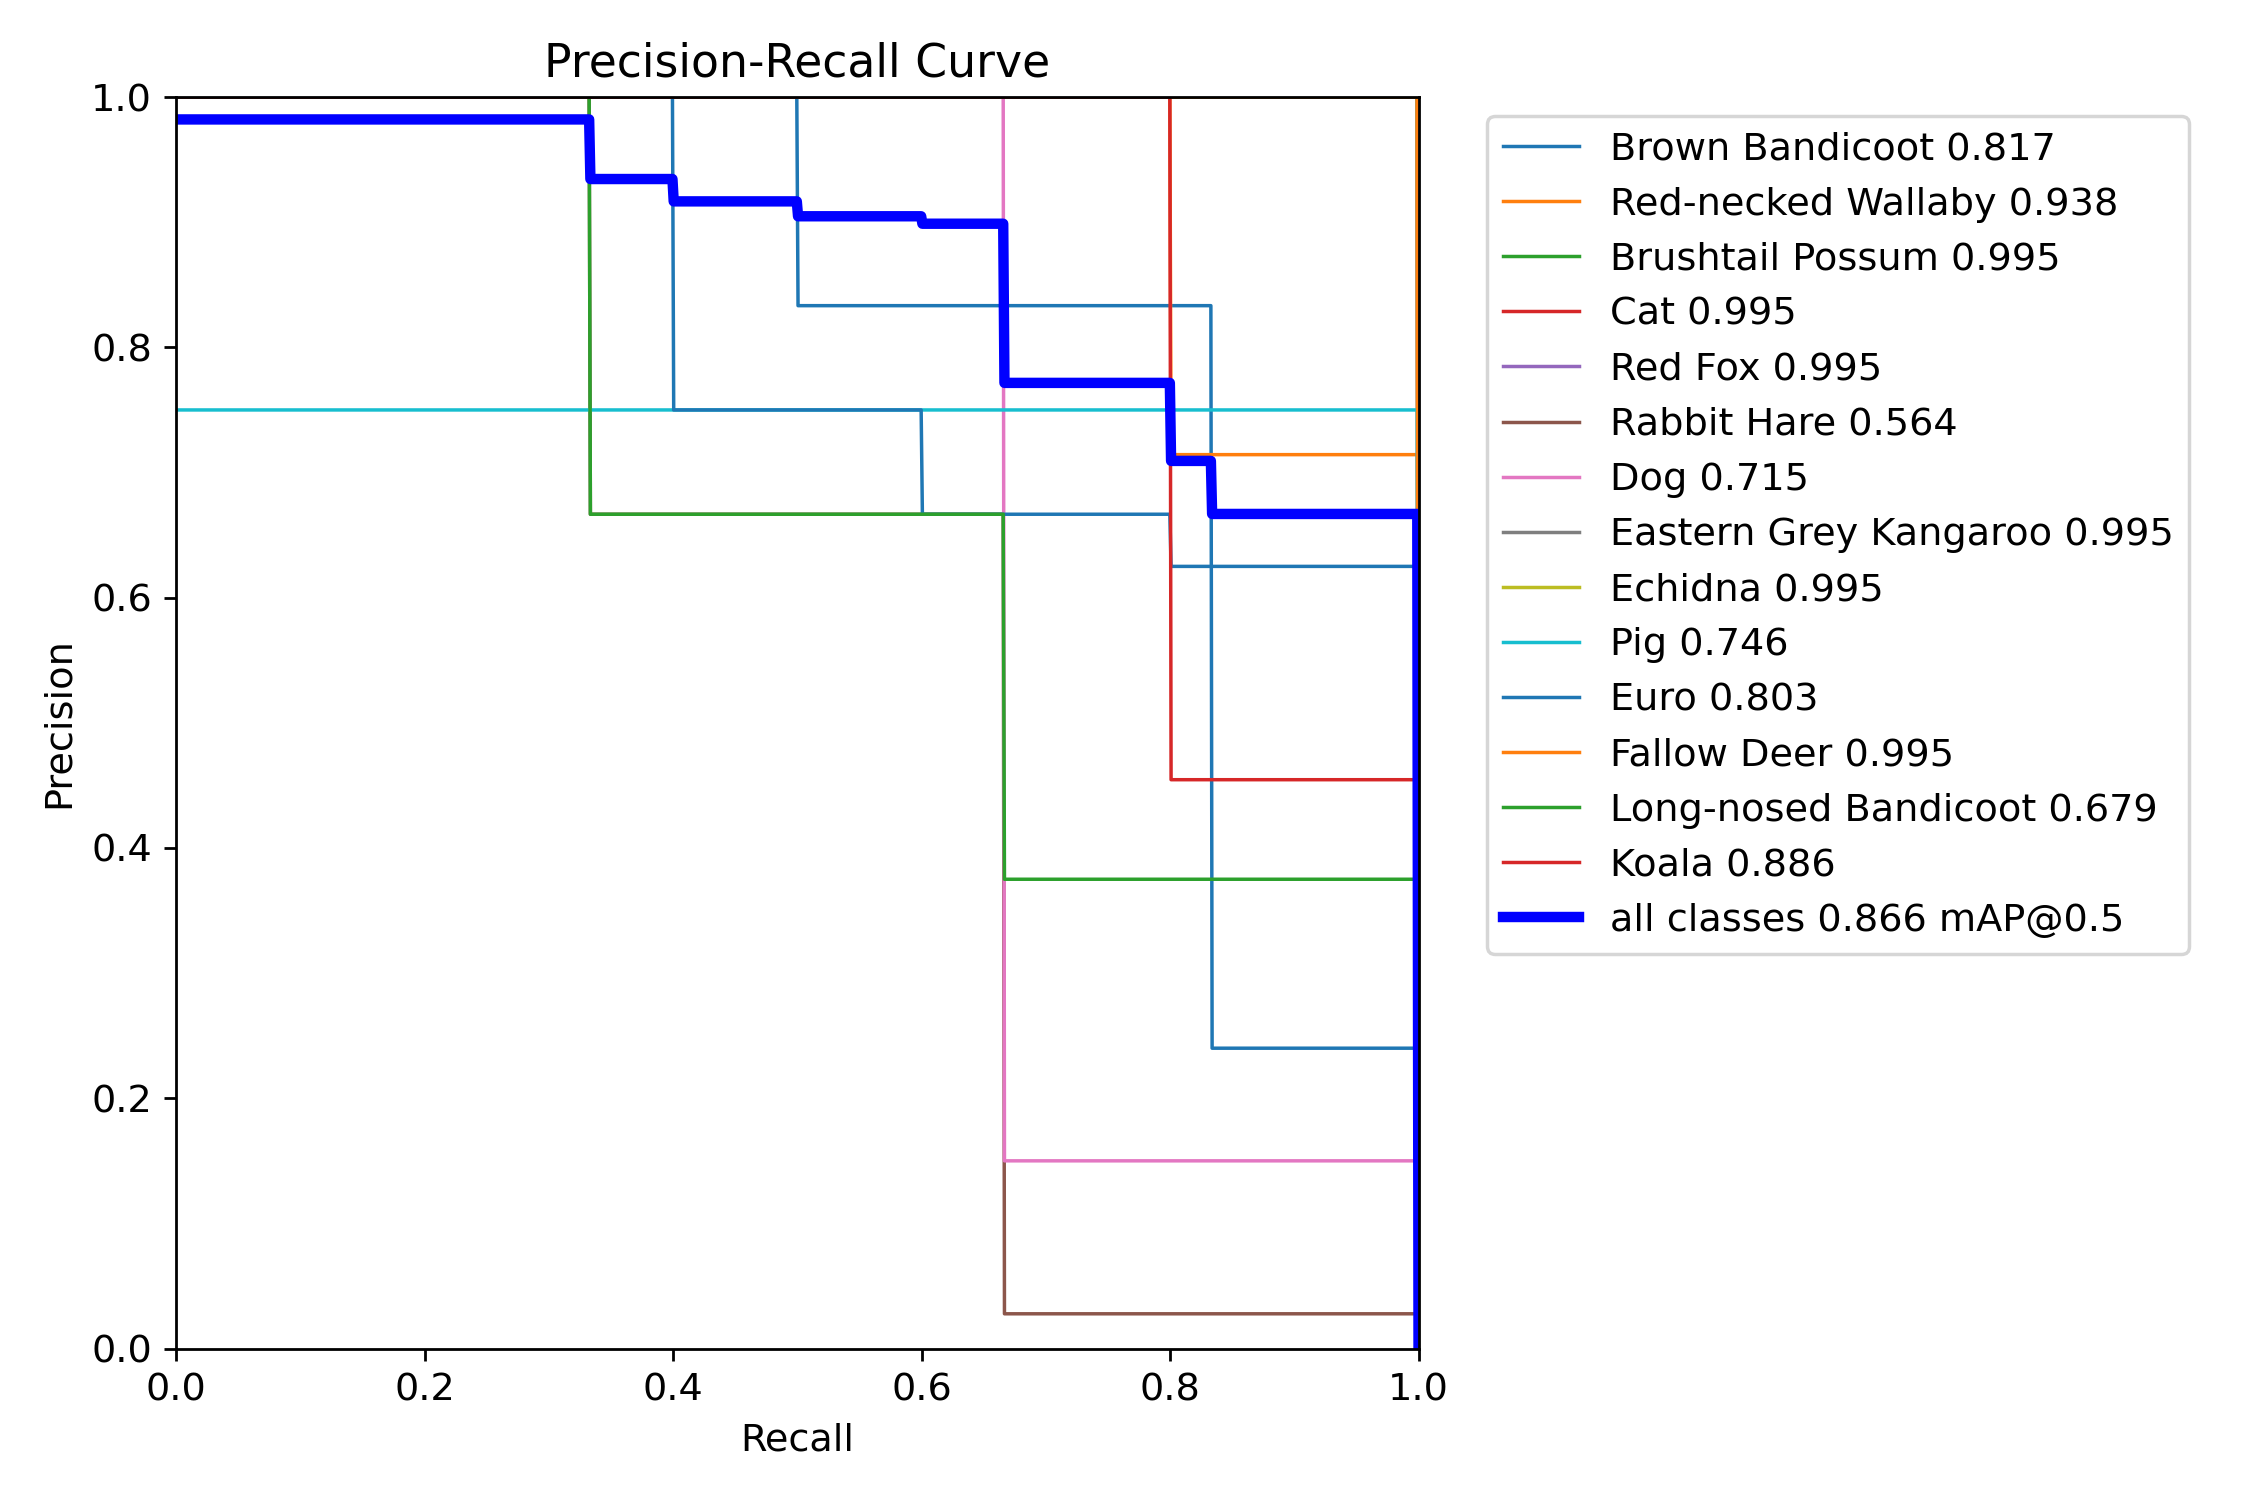 Precision-Recall Curve
1.0
0.8
0.6
0.4
0.2
0.0
Precision
0.0 0.2 0.4 0.6 0.8 1.0
Recall
Brown Bandicoot 0.817
Red-necked Wallaby 0.938
Brushtail Possum 0.995
Cat 0.995
Red Fox 0.995
Rabbit Hare 0.564
Dog 0.715
Eastern Grey Kangaroo 0.995
Echidna 0.995
Pig 0.746
Euro 0.803
Fallow Deer 0.995
Long-nosed Bandicoot 0.679
Koala 0.886
all classes 0.866 mAP@0.5